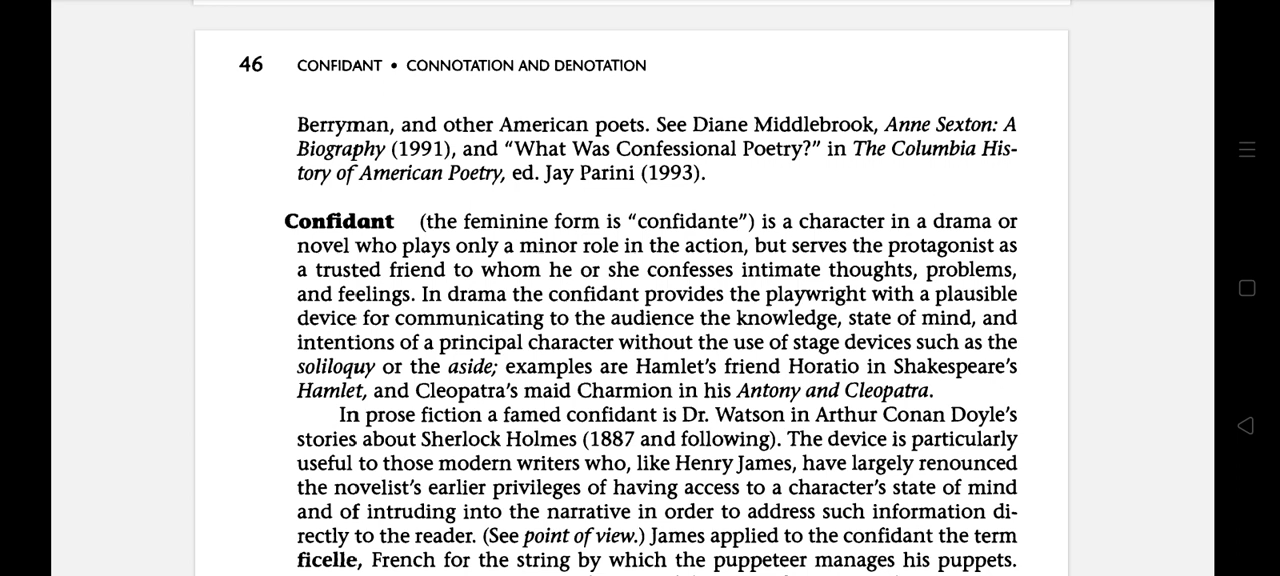 46 CONFIDANT • CONNOTATION AND DENOTATION
Berryman, and other American poets. See Diane Middlebrook, Anne Sexton: A
Biography (1991), and “What Was Confessional Poetry?” in The Columbia His-
tory of American Poetry, ed. Jay Parini (1993).
Confidant (the feminine form is “confidante”) is a character in a drama or
novel who plays only a minor role in the action, but serves the protagonist as
a trusted friend to whom he or she confesses intimate thoughts, problems,
and feelings. In drama the confidant provides the playwright with a plausible
device for communicating to the audience the knowledge, state of mind, and
intentions of a principal character without the use of stage devices such as the
soliloquy or the aside; examples are Hamlet’s friend Horatio in Shakespeare’s
Hamlet, and Cleopatra’s maid Charmion in his Antony and Cleopatra.
In prose fiction a famed confidant is Dr. Watson in Arthur Conan Doyle’s
stories about Sherlock Holmes (1887 and following). The device is particularly
useful to those modern writers who, like Henry James, have largely renounced
the novelist’s earlier privileges of having access to a character’s state of mind
and of intruding into the narrative in order to address such information di-
rectly to the reader. (See point of view.) James applied to the confidant the term
ficelle, French for the string by which the puppeteer manages his puppets.